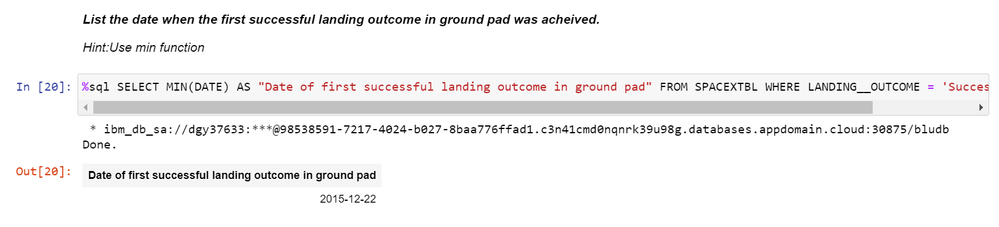 List the date when the first successful landing outcome in ground pad was acheived.
Hint:Use min function
In [20]: %sql SELECT MIN(DATE) AS "Date of first successful landing outcome in ground pad" FROM SPACEXTBL WHERE LANDING__OUTCOME = 'Succes
* ibm_db_sa://dgy37633:***@98538591-7217-4024-b027-8baa776ffad1.c3n41cmd0nqnrk39u98g.databases.appdomain.cloud:30875/bludb
Done.
Out[20]: Date of first successful landing outcome in ground pad
2015-12-22